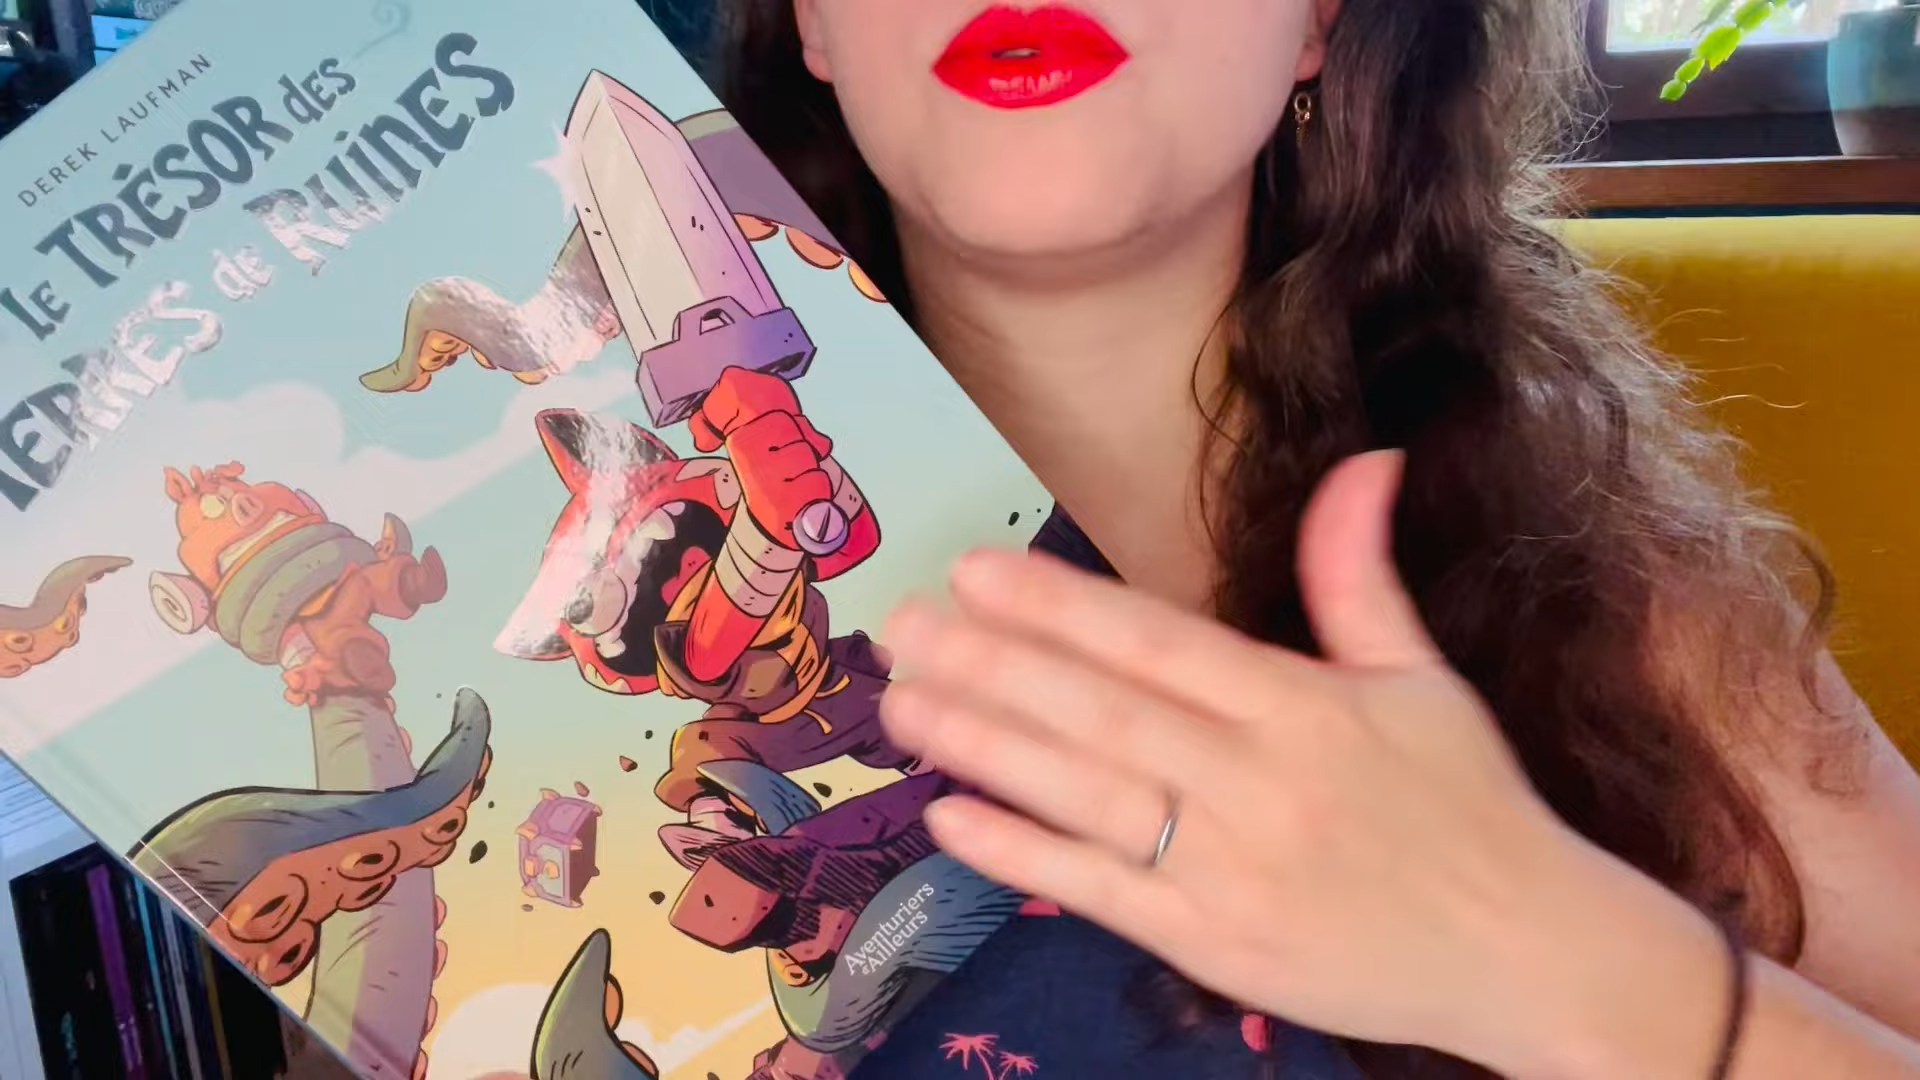 DEREK LAUFMAN
LE TRÉSOR des
TERRES de RUINES
Aventuriers
d'Ailleurs